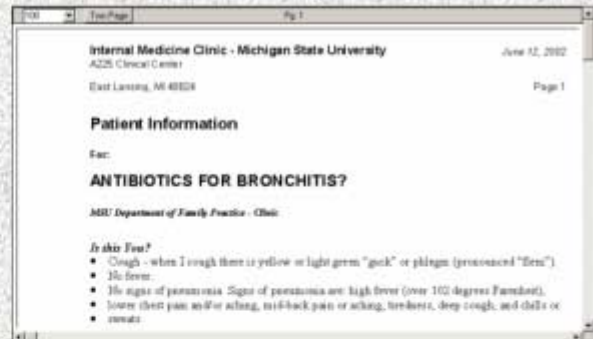 100 Two Page Pg 1
Internal Medicine Clinic - Michigan State University June 12, 2002
A225 Clinical Center
East Lansing, MI 48824 Page 1
Patient Information
For:
ANTIBIOTICS FOR BRONCHITIS?
MSU Department of Family Practice - Clinic
Is this You?
• Cough - when I cough there is yellow or light green "guck" or phlegm (pronounced "flem")
• No fever.
• No signs of pneumonia. Signs of pneumonia are: high fever (over 102 degrees Farenheit),
• lower chest pain and/or aching, mid-back pain or aching, tiredness, deep cough, and chills or
• sweats